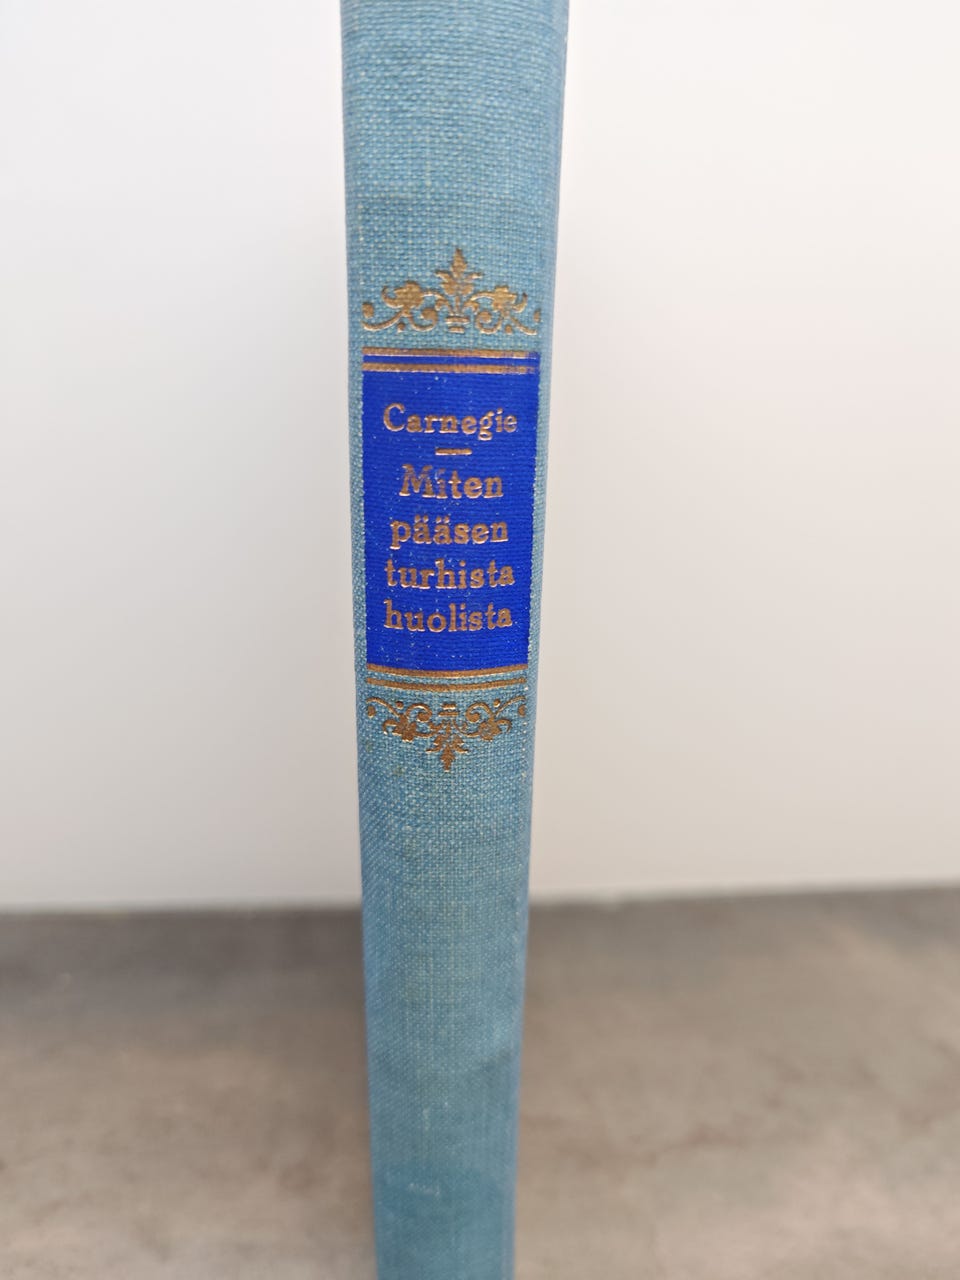 Carnegie
Miten
pääsen
turhista
huolista